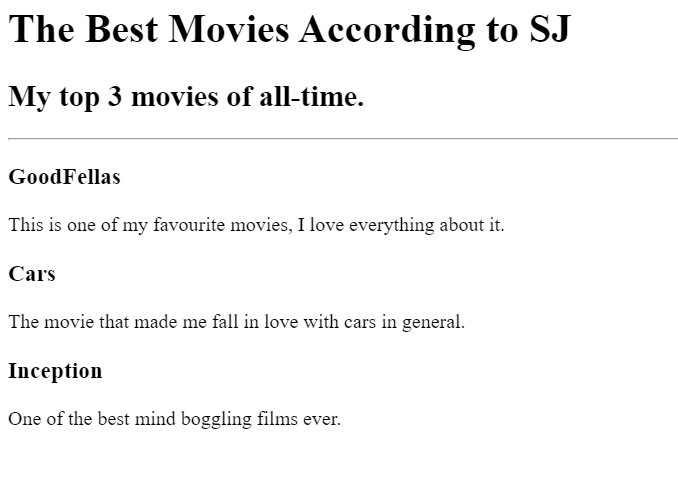 The Best Movies According to SJ
My top 3 movies of all-time.
GoodFellas
This is one of my favourite movies, I love everything about it.
Cars
The movie that made me fall in love with cars in general.
Inception
One of the best mind boggling films ever.